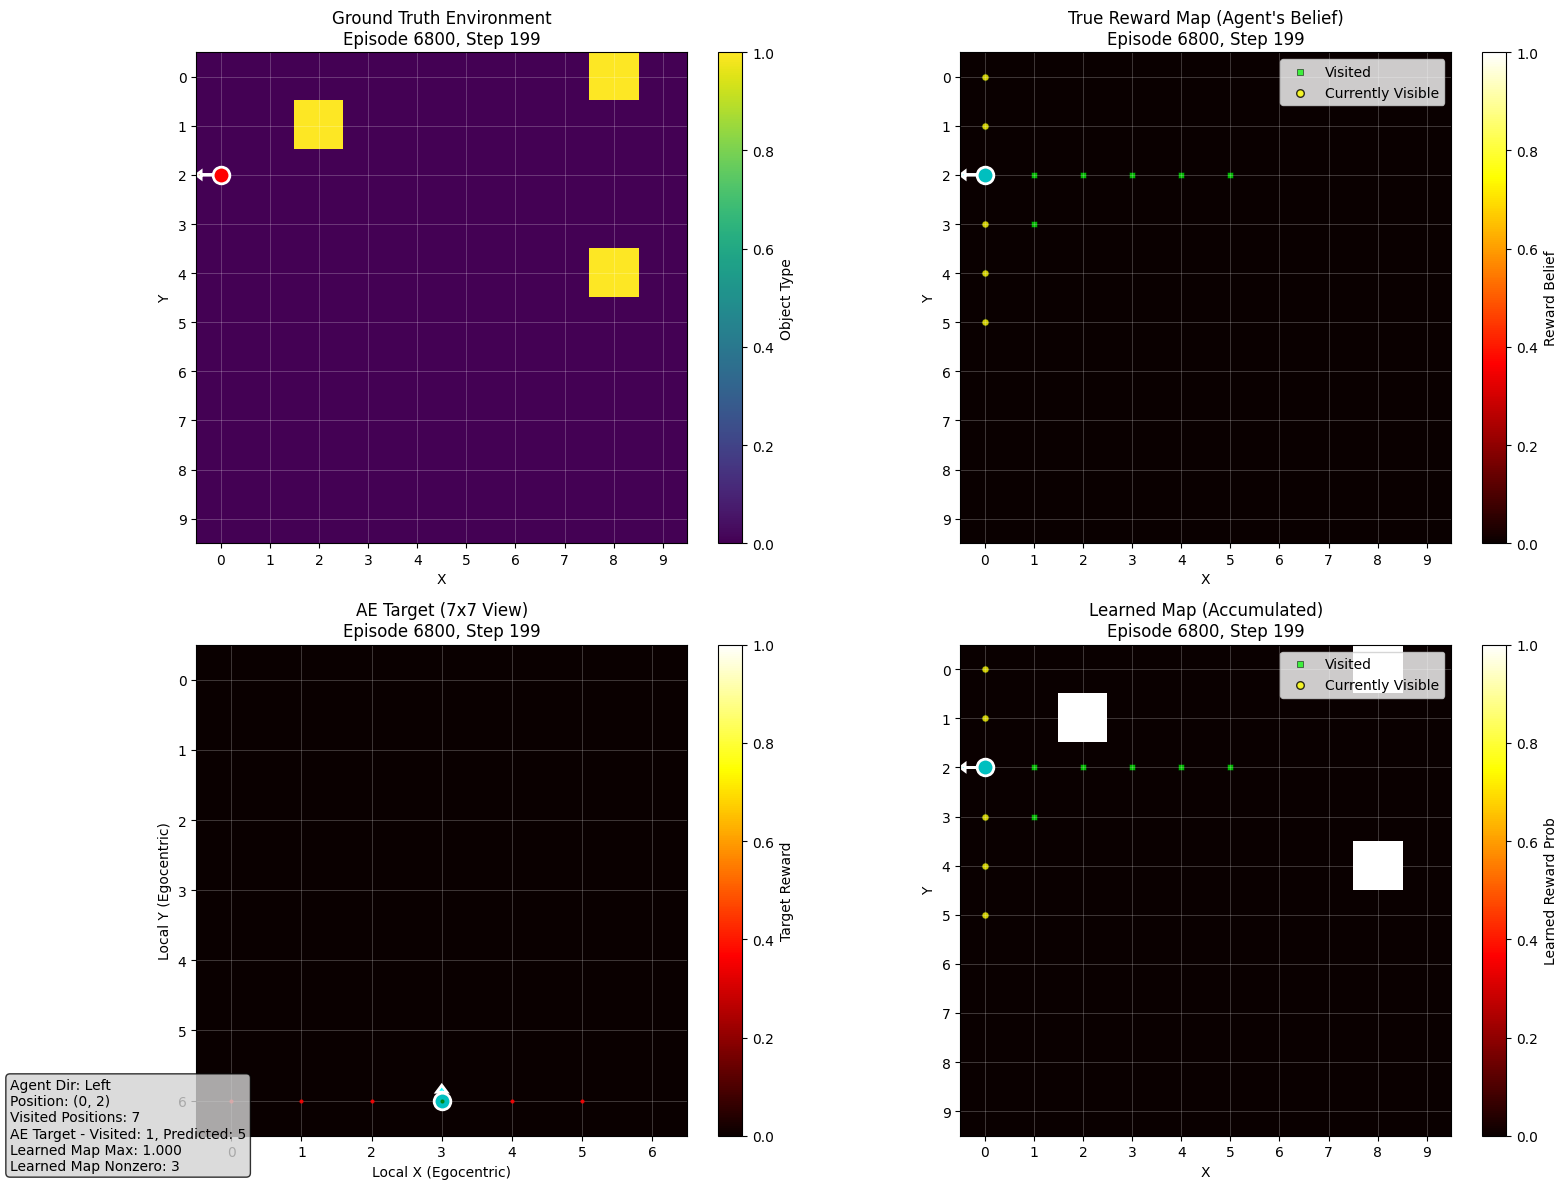 Ground Truth Environment
Episode 6800, Step 199
0
1
2
3
4
5
6
7
8
9
Y
0 1 2 3 4 5 6 7 8 9
X
1.0
0.8
0.6
0.4
0.2
0.0
Object Type
True Reward Map (Agent's Belief)
Episode 6800, Step 199
Visited
Currently Visible
0
1
2
3
4
5
6
7
8
9
Y
0 1 2 3 4 5 6 7 8 9
X
1.0
0.8
0.6
0.4
0.2
0.0
Reward Belief
AE Target (7x7 View)
Episode 6800, Step 199
0
1
2
3
4
5
6
Local Y (Egocentric)
0 1 2 3 4 5 6
Local X (Egocentric)
1.0
0.8
0.6
0.4
0.2
0.0
Target Reward
Agent Dir: Left
Position: (0, 2)
Visited Positions: 7
AE Target - Visited: 1, Predicted: 5
Learned Map Max: 1.000
Learned Map Nonzero: 3
Learned Map (Accumulated)
Episode 6800, Step 199
Visited
Currently Visible
0
1
2
3
4
5
6
7
8
9
Y
0 1 2 3 4 5 6 7 8 9
X
1.0
0.8
0.6
0.4
0.2
0.0
Learned Reward Prob